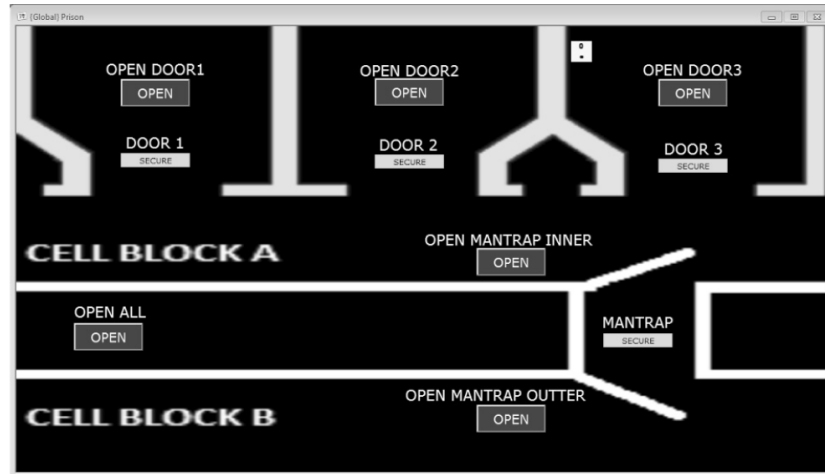 (Global) Prison
OPEN DOOR1
OPEN
DOOR 1
SECURE
OPEN DOOR2
OPEN
DOOR 2
SECURE
OPEN DOOR3
OPEN
DOOR 3
SECURE
CELL BLOCK A
OPEN MANTRAP INNER
OPEN
OPEN ALL
OPEN
MANTRAP
SECURE
OPEN MANTRAP OUTTER
OPEN
CELL BLOCK B